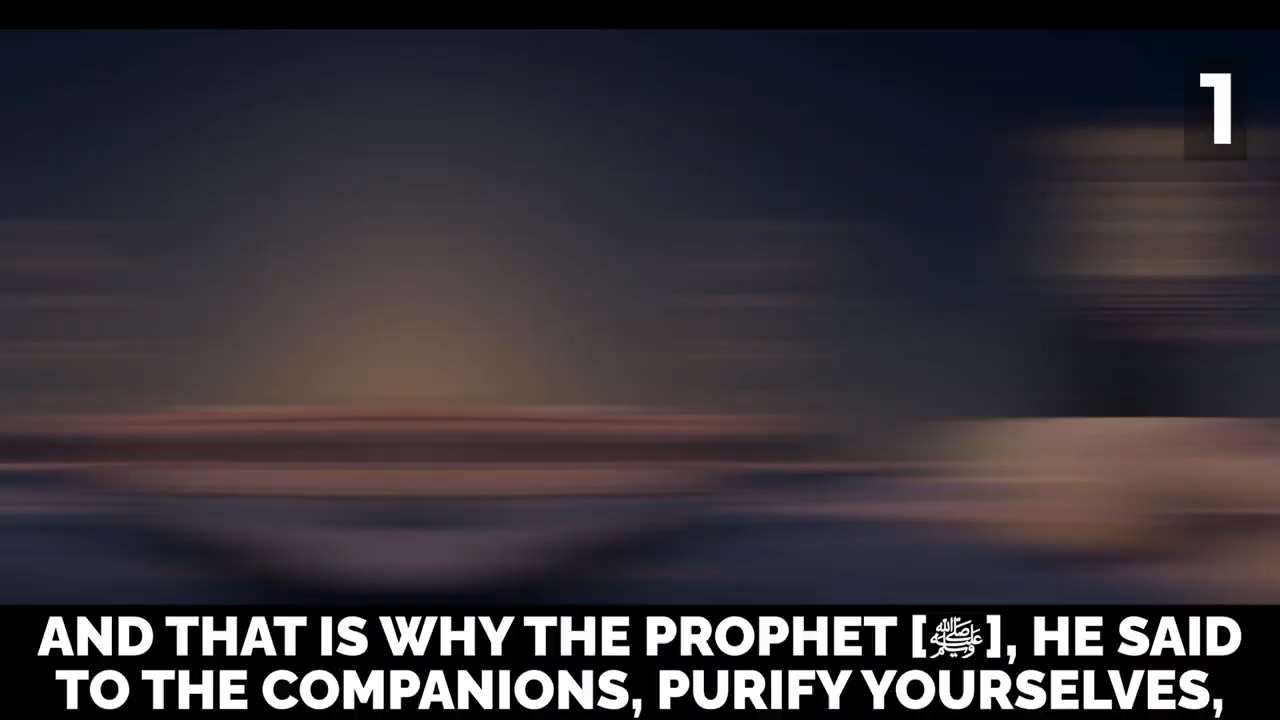 1
AND THAT IS WHY THE PROPHET [ﷺ], HE SAID
TO THE COMPANIONS, PURIFY YOURSELVES,